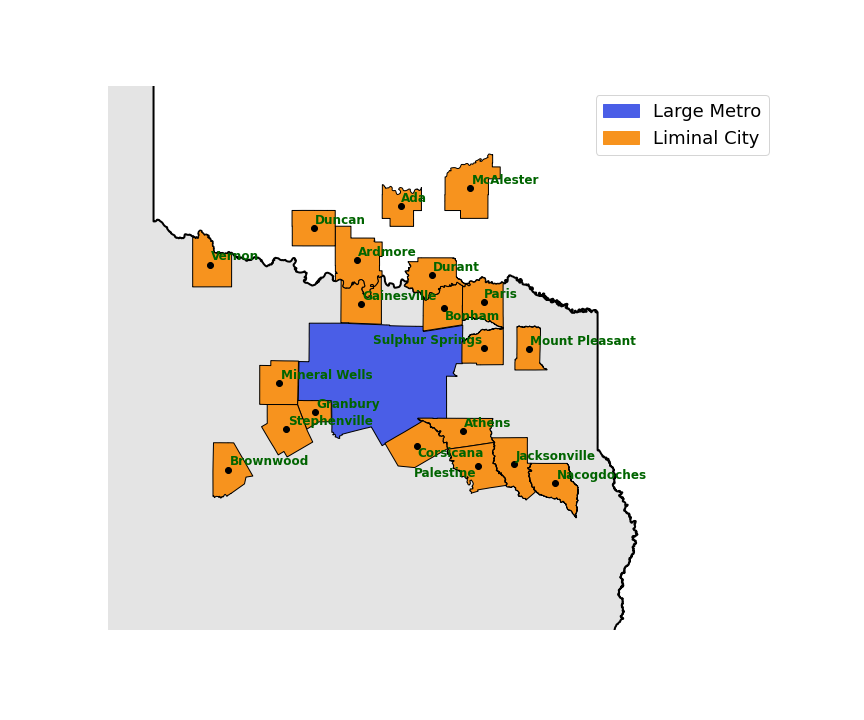 Large Metro
Liminal City
McAlester
Ada
Duncan
Ardmore
Vernon
Durant
Gainesville
Paris
Bonham
Sulphur Springs
Mount Pleasant
Mineral Wells
Granbury
Stephenville
Athens
Corsicana
Jacksonville
Brownwood
Palestine
Nacogdoches